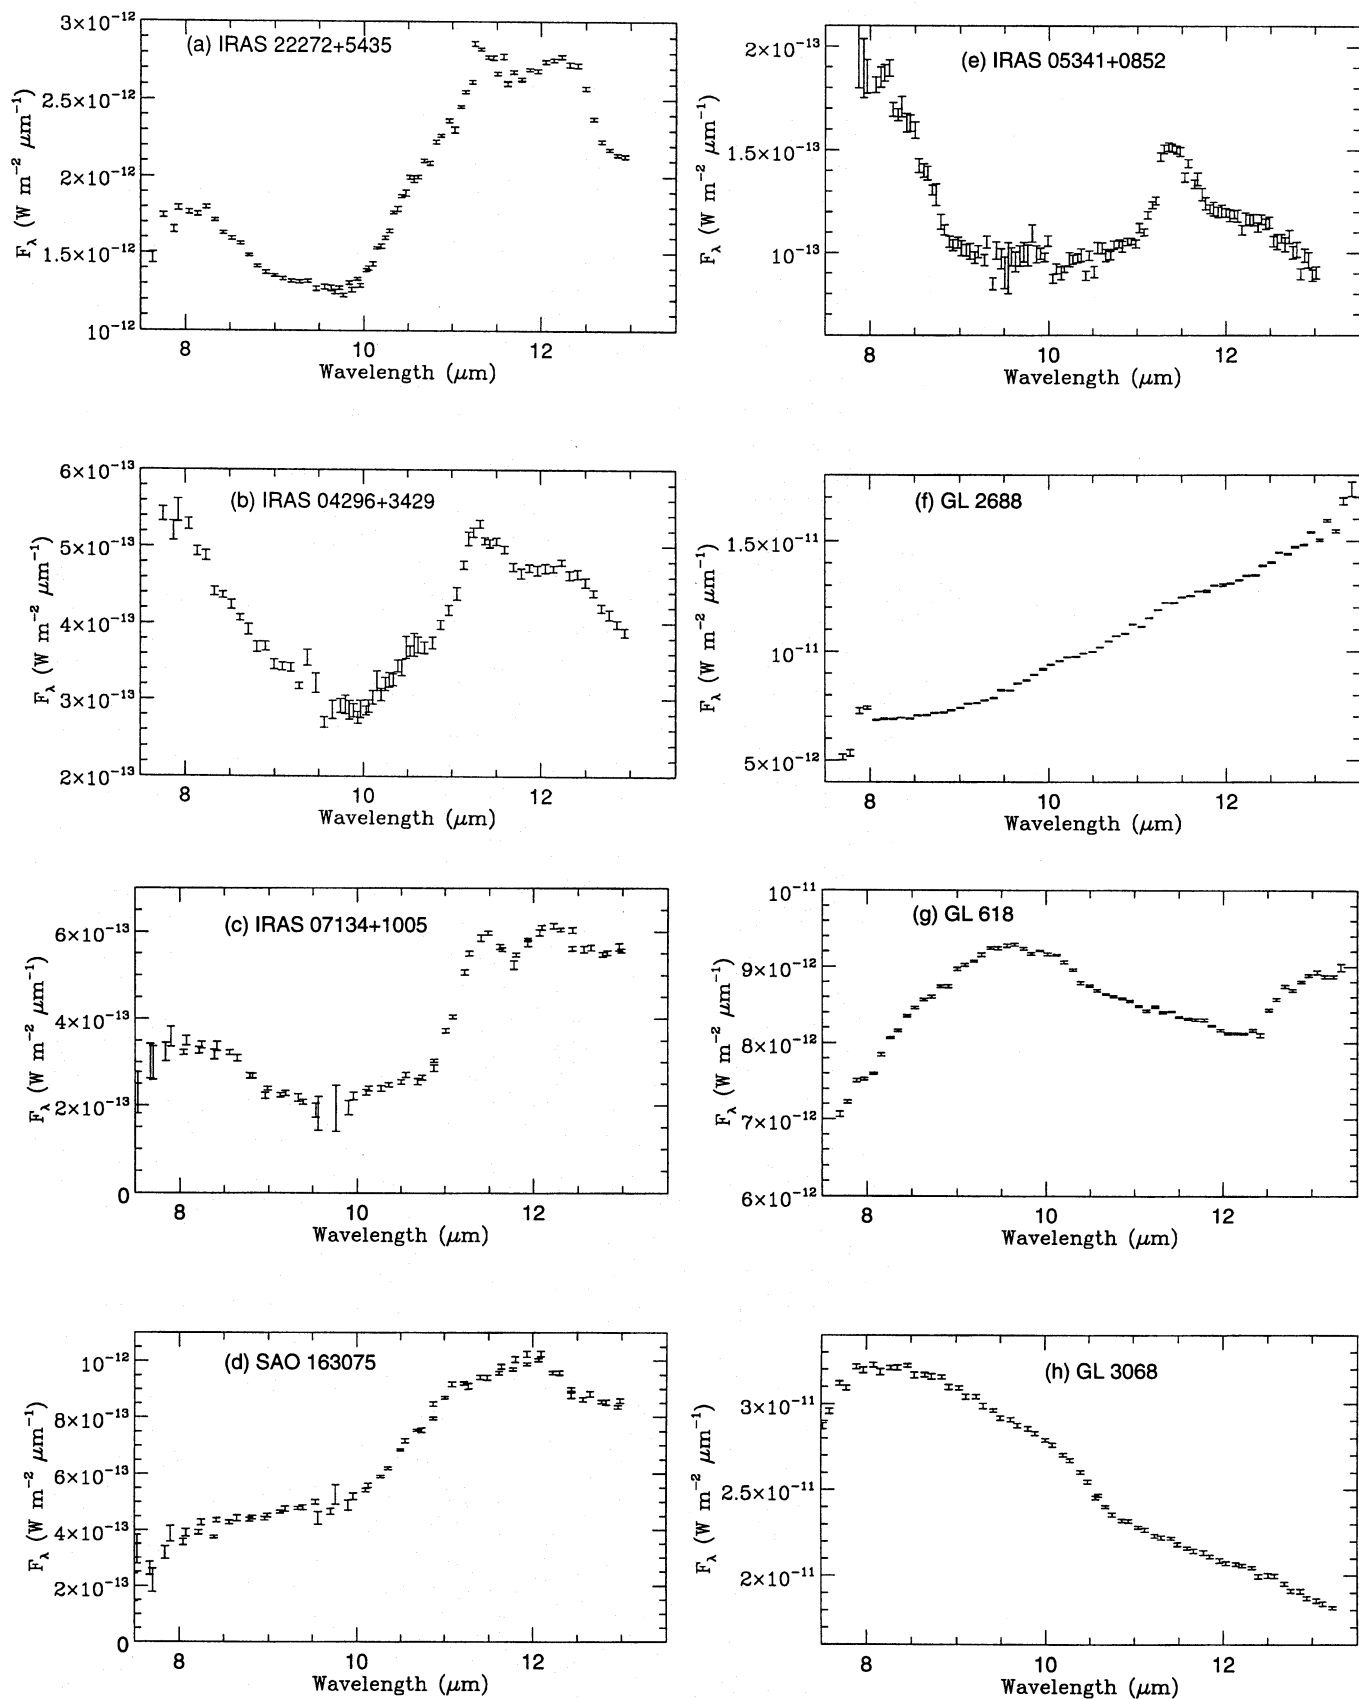 (a) IRAS 22272+5435
3×10⁻¹²
2.5×10⁻¹²
2×10⁻¹²
1.5×10⁻¹²
10⁻¹²
F_λ (W m⁻² μm⁻¹)
8 10 12
Wavelength (μm)
(e) IRAS 05341+0852
2×10⁻¹³
1.5×10⁻¹³
10⁻¹³
F_λ (W m⁻² μm⁻¹)
8 10 12
Wavelength (μm)
(b) IRAS 04296+3429
6×10⁻¹³
5×10⁻¹³
4×10⁻¹³
3×10⁻¹³
2×10⁻¹³
F_λ (W m⁻² μm⁻¹)
8 10 12
Wavelength (μm)
(f) GL 2688
1.5×10⁻¹¹
10⁻¹¹
5×10⁻¹²
F_λ (W m⁻² μm⁻¹)
8 10 12
Wavelength (μm)
(c) IRAS 07134+1005
6×10⁻¹³
4×10⁻¹³
2×10⁻¹³
0
F_λ (W m⁻² μm⁻¹)
8 10 12
Wavelength (μm)
(g) GL 618
10⁻¹¹
9×10⁻¹²
8×10⁻¹²
7×10⁻¹²
6×10⁻¹²
F_λ (W m⁻² μm⁻¹)
8 10 12
Wavelength (μm)
(d) SAO 163075
10⁻¹²
8×10⁻¹³
6×10⁻¹³
4×10⁻¹³
2×10⁻¹³
0
F_λ (W m⁻² μm⁻¹)
8 10 12
Wavelength (μm)
(h) GL 3068
3×10⁻¹¹
2.5×10⁻¹¹
2×10⁻¹¹
F_λ (W m⁻² μm⁻¹)
8 10 12
Wavelength (μm)